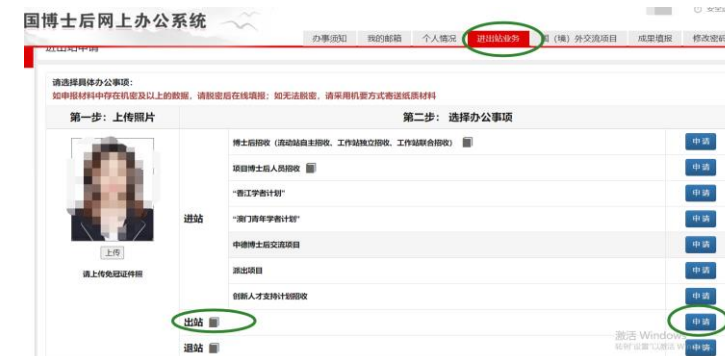 国博士后网上办公系统
办事须知 我的邮箱 个人情况 进出站业务 (境)外交流项目 成果填报 修改密码
进出站申请
请选择具体办公事项:
如申报材料中存在机密及以上的数据、请脱密后在线填报;如无法脱密、请采用机要方式寄送纸质材料
第一步:上传照片 第二步:选择办公事项
博士后招收(流动站自主招收、工作站独立招收、工作站联合招收) 申请
项目博士后人员招收 申请
“香江学者计划” 申请
进站 “澳门青年学者计划” 申请
中德博士后交流项目 申请
上传
派出项目 申请
请上传免冠证件照
创新人才支持计划招收 申请
出站 申请
激活 Windows
退站 申请